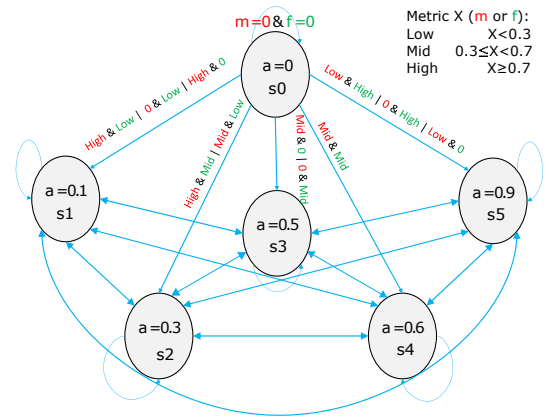 m=0 & f=0
Metric X (m or f):
Low X<0.3
Mid 0.3≤X<0.7
High X≥0.7
a=0
s0
High & Low | 0 & Low | High & 0
High & Mid | Mid & Low
Mid & 0 | 0 & Mid
Mid & Mid
Low & High | 0 & High | Low & 0
a=0.1
s1
a=0.5
s3
a=0.9
s5
a=0.3
s2
a=0.6
s4